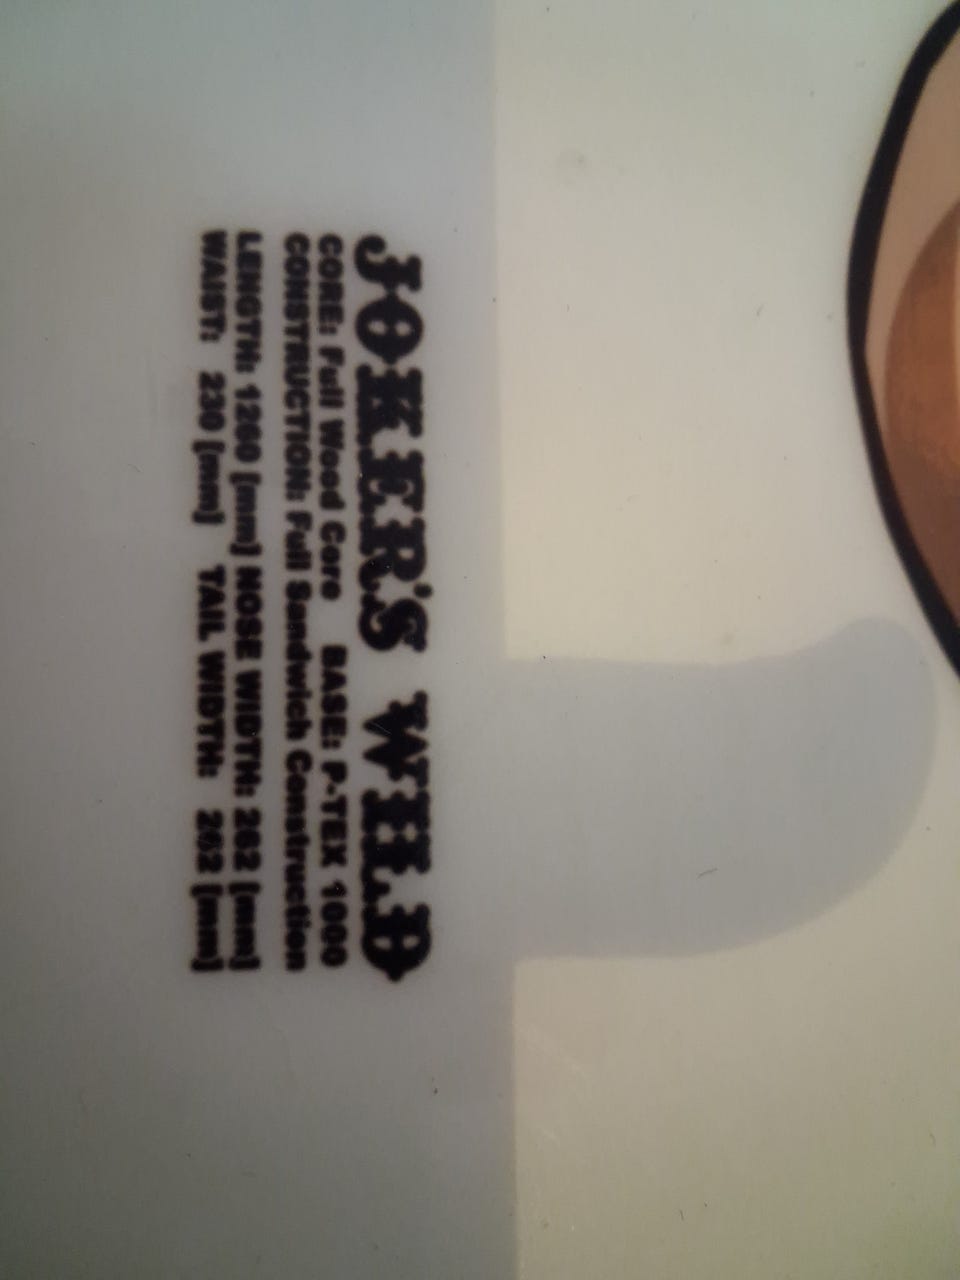 JOKER'S WILD
CORE: Full Wood Core BASE: P-TEX 1000
CONSTRUCTION: Full Sandwich Construction
LENGTH: 1260 [mm] NOSE WIDTH: 262 [mm]
WAIST: 230 [mm] TAIL WIDTH: 262 [mm]